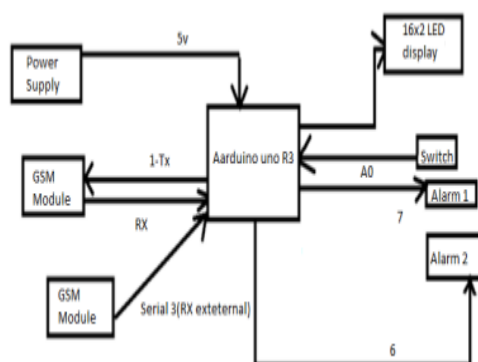 16x2 LED
display
5v
Power
Supply
Aarduino uno R3
1-Tx
Switch
A0
GSM
Module
Alarm 1
RX
7
Alarm 2
Serial 3(RX exteternal)
GSM
Module
6